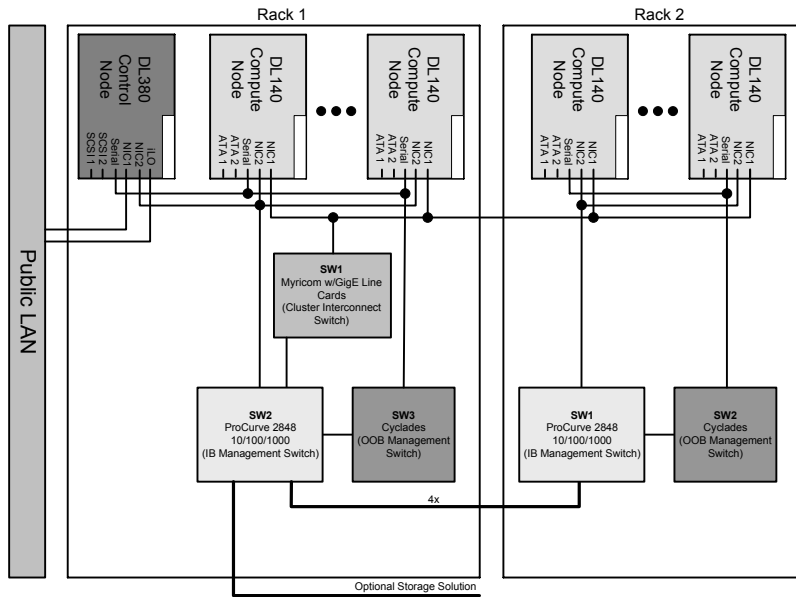 Rack 1
Rack 2
Public LAN
DL380
Control
Node
SCSI 1
SCSI 2
Serial
NIC1
NIC2
iLO
DL140
Compute
Node
ATA 1
ATA 2
Serial
NIC2
NIC1
DL140
Compute
Node
ATA 1
ATA 2
Serial
NIC2
NIC1
DL140
Compute
Node
ATA 1
ATA 2
Serial
NIC2
NIC1
DL140
Compute
Node
ATA 1
ATA 2
Serial
NIC2
NIC1
SW1
Myricom w/GigE Line
Cards
(Cluster Interconnect
Switch)
SW2
ProCurve 2848
10/100/1000
(IB Management Switch)
SW3
Cyclades
(OOB Management
Switch)
SW1
ProCurve 2848
10/100/1000
(IB Management Switch)
SW2
Cyclades
(OOB Management
Switch)
4x
Optional Storage Solution